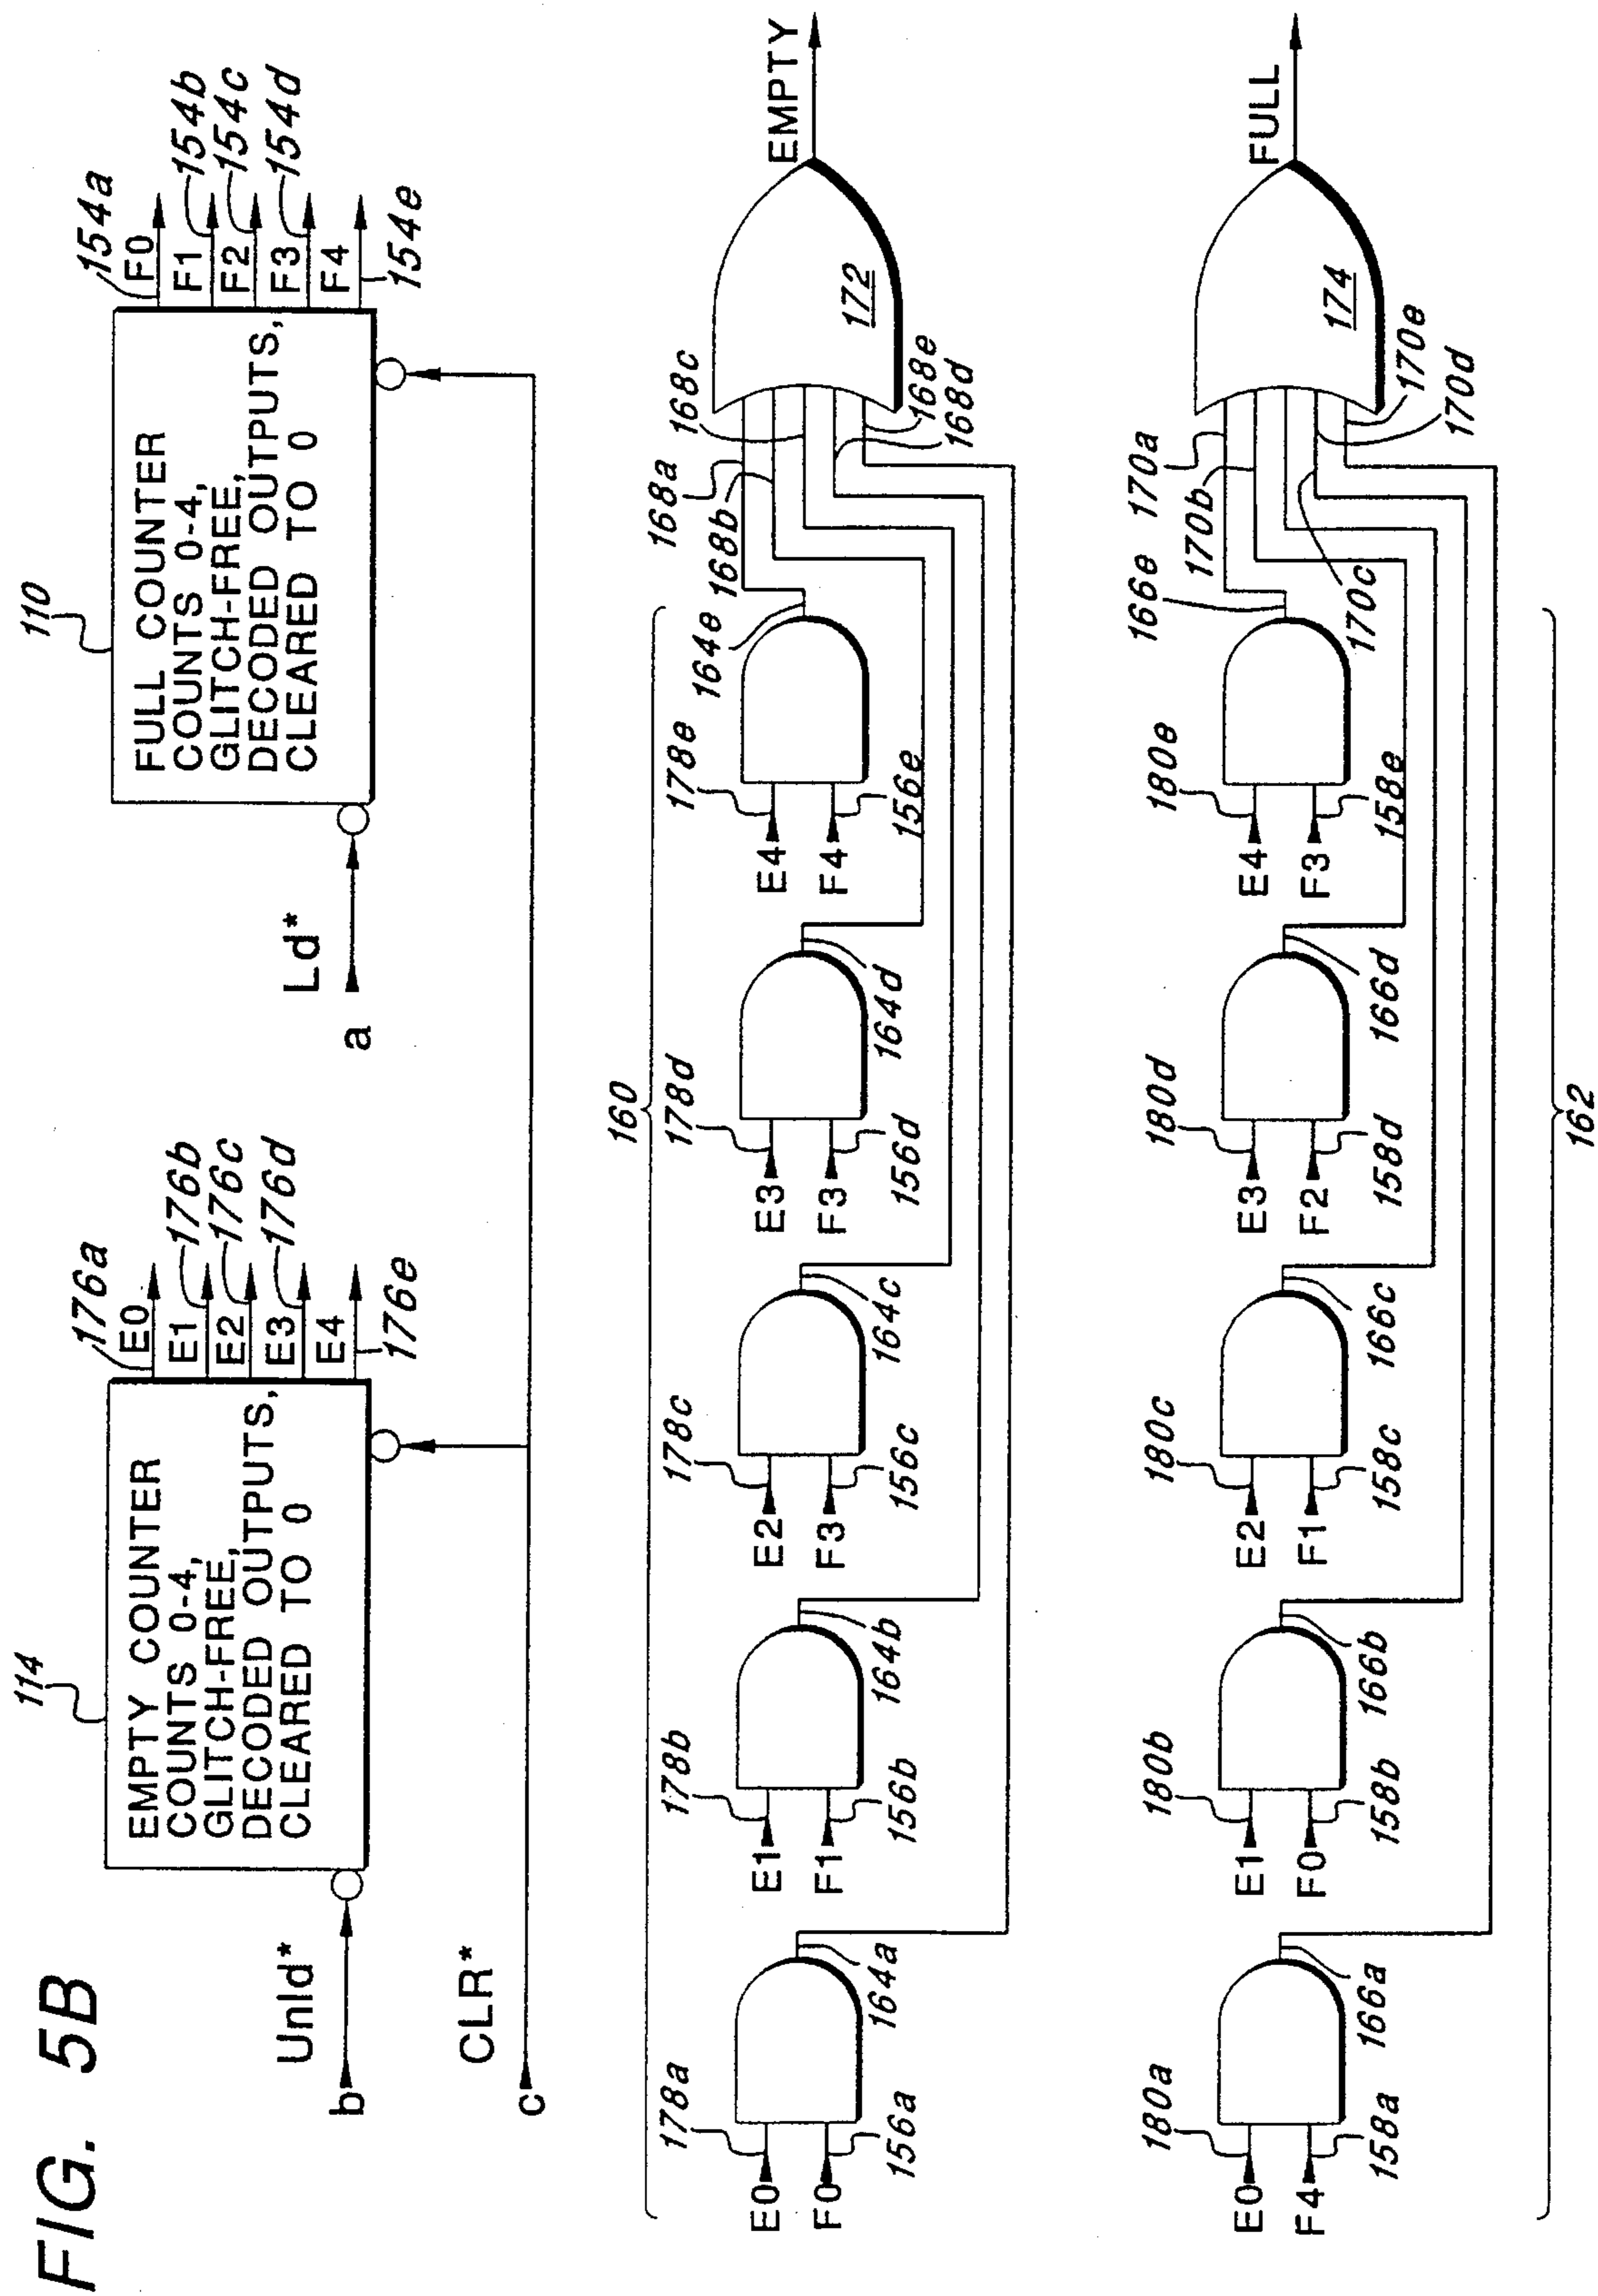 FIG. 5B
114
EMPTY COUNTER
COUNTS 0-4,
GLITCH-FREE,
DECODED OUTPUTS,
CLEARED TO 0
176a
E0
E1
176b
E2
176c
E3
176d
E4
176e
Unld*
b
CLR*
c
110
FULL COUNTER
COUNTS 0-4,
GLITCH-FREE,
DECODED OUTPUTS,
CLEARED TO 0
154a
F0
F1
154b
F2
154c
F3
154d
F4
154e
Ld*
a
160
178a
E0
F0
156a
164a
178b
E1
F1
156b
164b
178c
E2
F3
156c
164c
178d
E3
F3
156d
164d
178e
E4
F4
156e
164e
168a
168b
168c
168e
168d
172
EMPTY
180a
E0
F4
158a
166a
180b
E1
F0
158b
166b
180c
E2
F1
158c
166c
180d
E3
F2
158d
166d
180e
E4
F3
158e
166e
170a
170b
170c
170e
170d
174
FULL
162